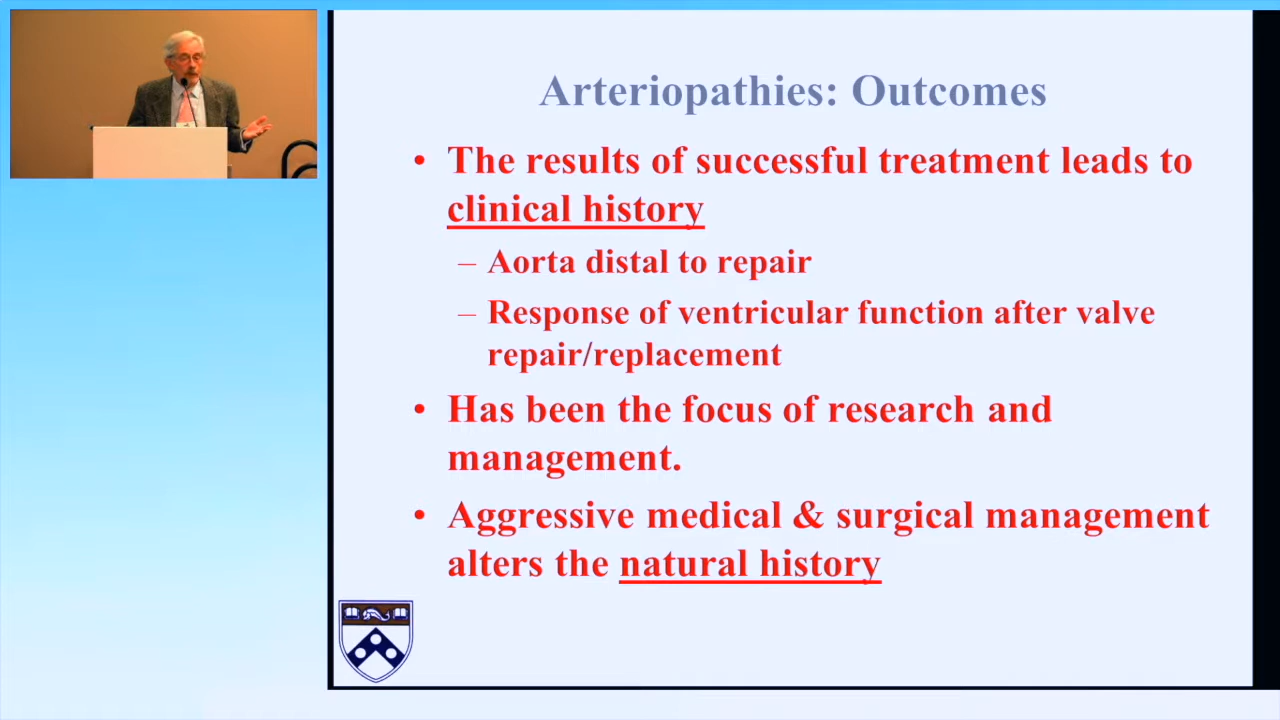 Arteriopathies: Outcomes
• The results of successful treatment leads to
clinical history
– Aorta distal to repair
– Response of ventricular function after valve
repair/replacement
• Has been the focus of research and
management.
• Aggressive medical & surgical management
alters the natural history